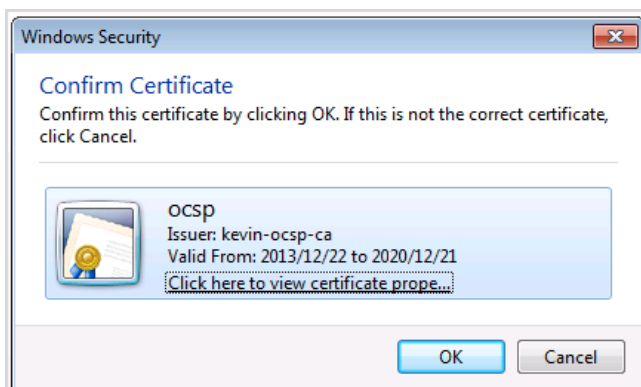 Windows Security
Confirm Certificate
Confirm this certificate by clicking OK. If this is not the correct certificate,
click Cancel.
ocsp
Issuer: kevin-ocsp-ca
Valid From: 2013/12/22 to 2020/12/21
Click here to view certificate prope...
OK Cancel